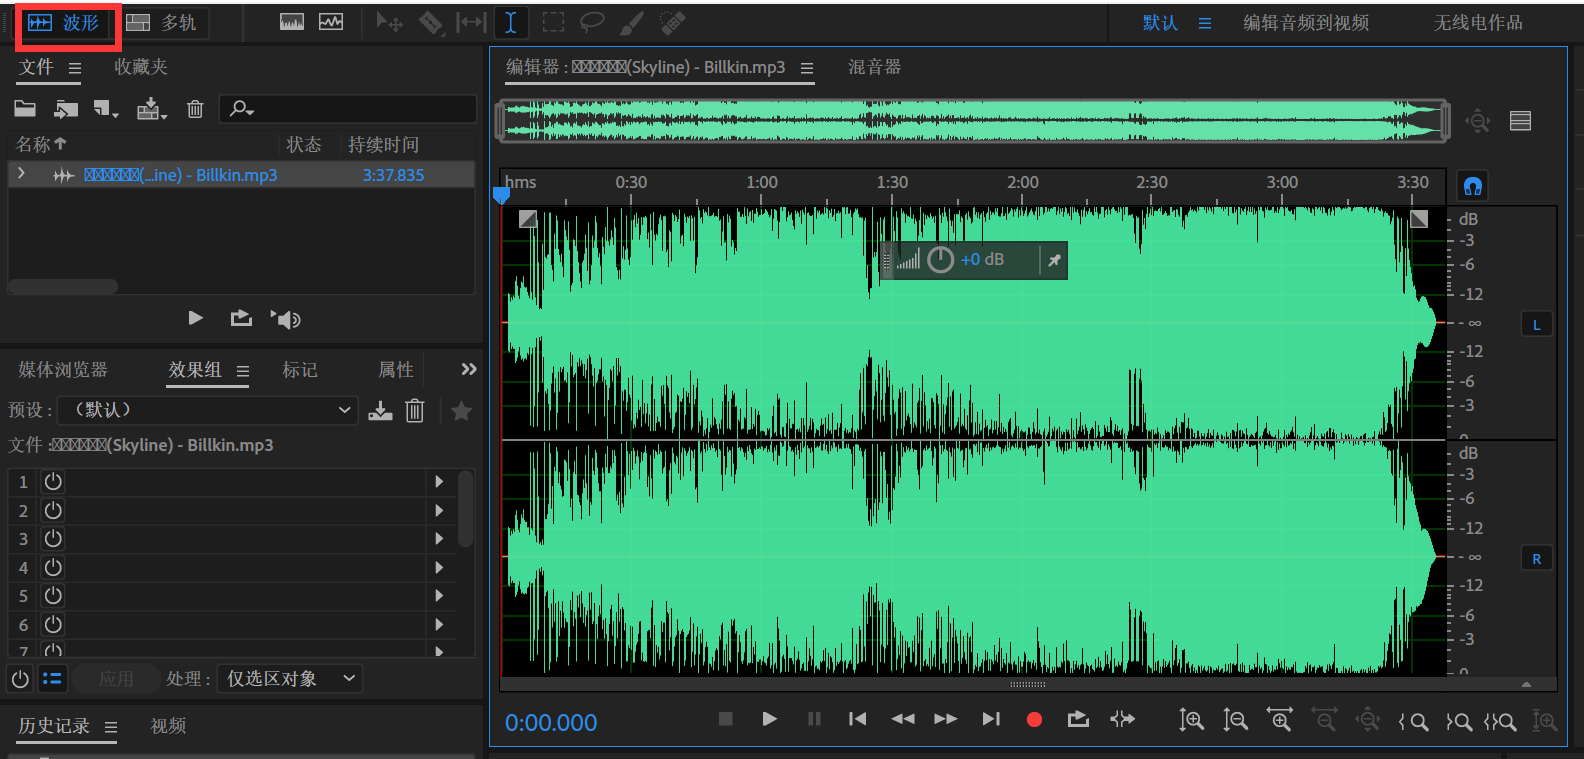 波形 多轨
默认 编辑音频到视频 无线电作品
文件 收藏夹
名称 状态 持续时间
(...ine) - Billkin.mp3 3:37.835
媒体浏览器 效果组 标记 属性
预设: (默认)
文件: (Skyline) - Billkin.mp3
1
2
3
4
5
6
7
应用 处理: 仅选区对象
历史记录 视频
编辑器: (Skyline) - Billkin.mp3 混音器
hms 0:30 1:00 1:30 2:00 2:30 3:00 3:30
+0 dB
dB
-3
-6
-12
-∞
-12
-6
-3
0
L
dB
-3
-6
-12
-∞
-12
-6
-3
0
R
0:00.000